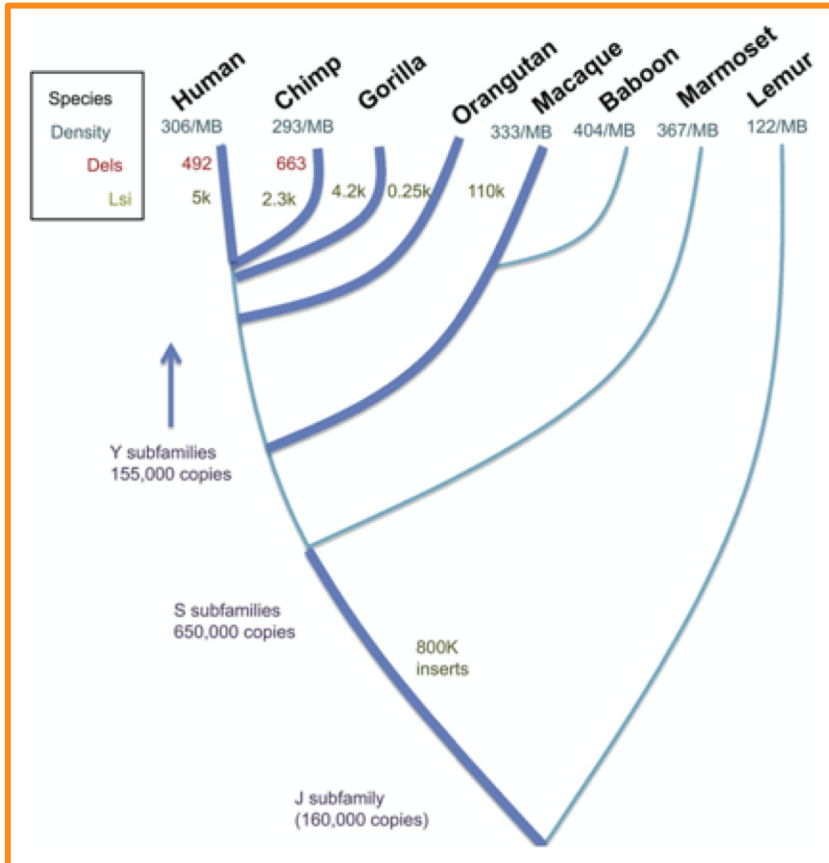 Human
Chimp
Gorilla
Orangutan
Macaque
Baboon
Marmoset
Lemur
Species
Density
Dels
Lsi
306/MB
293/MB
333/MB
404/MB
367/MB
122/MB
492
663
5k
2.3k
4.2k
0.25k
110k
Y subfamilies
155,000 copies
S subfamilies
650,000 copies
800K
inserts
J subfamily
(160,000 copies)